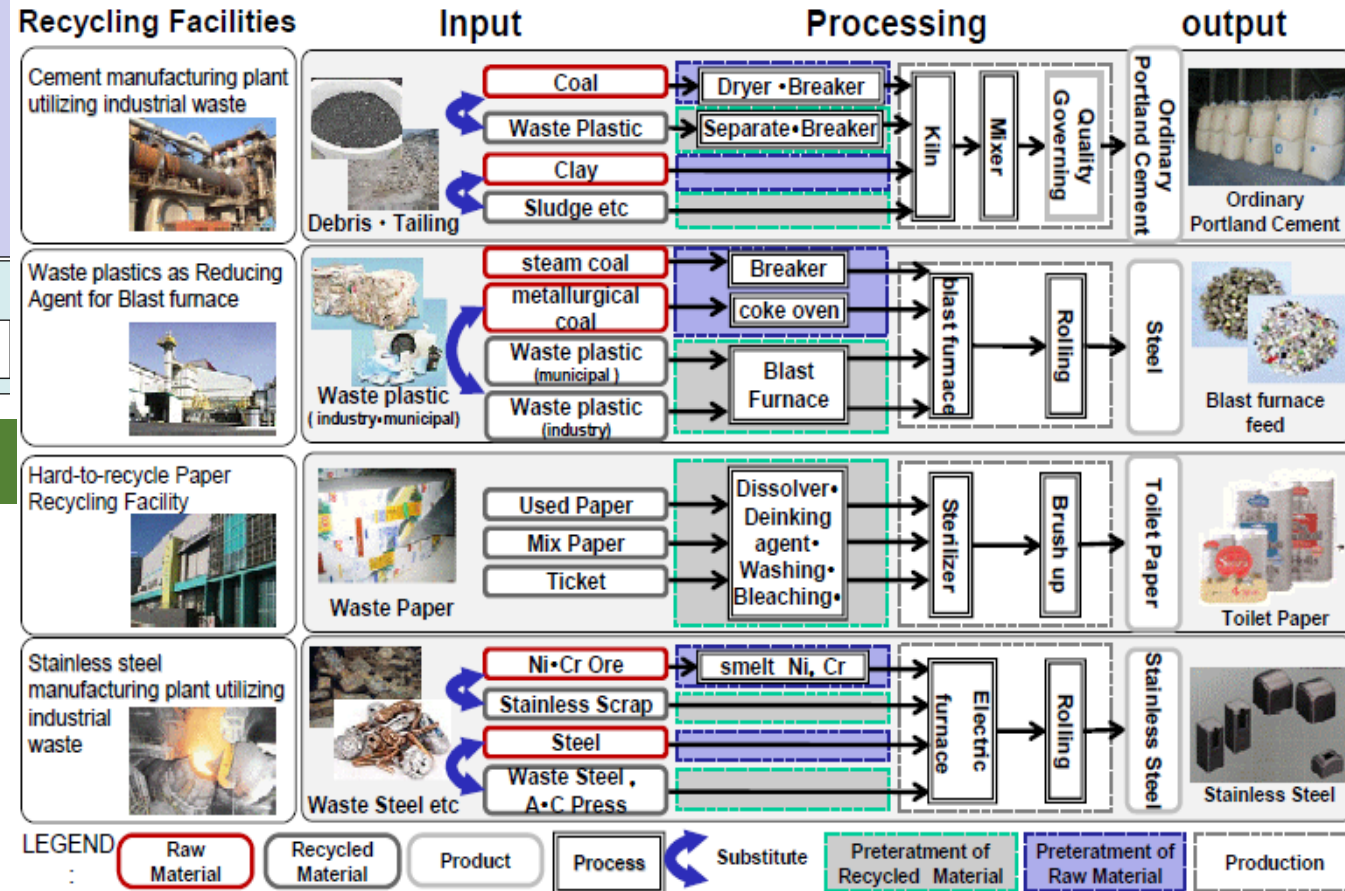 Recycling Facilities
Input
Processing
output
Cement manufacturing plant
utilizing industrial waste
Debris・Tailing
Coal
Waste Plastic
Clay
Sludge etc
Dryer・Breaker
Separate・Breaker
Kiln
Mixer
Quality
Governing
Ordinary
Portland Cement
Ordinary
Portland Cement
Waste plastics as Reducing
Agent for Blast furnace
Waste plastic
(industry・municipal)
steam coal
metallurgical
coal
Waste plastic
(municipal )
Waste plastic
(industry)
Breaker
coke oven
Blast
Furnace
blast furnace
Rolling
Steel
Blast furnace
feed
Hard-to-recycle Paper
Recycling Facility
Waste Paper
Used Paper
Mix Paper
Ticket
Dissolver・
Deinking
agent・
Washing・
Bleaching・
Sterilizer
Brush up
Toilet Paper
Toilet Paper
Stainless steel
manufacturing plant utilizing
industrial
waste
Waste Steel etc
Ni・Cr Ore
Stainless Scrap
Steel
Waste Steel ,
A・C Press
smelt Ni, Cr
Electric
furnace
Rolling
Stainless Steel
Stainless Steel
LEGEND
:
Raw
Material
Recycled
Material
Product
Process
Substitute
Preteratment of
Recycled Material
Preteratment of
Raw Material
Production